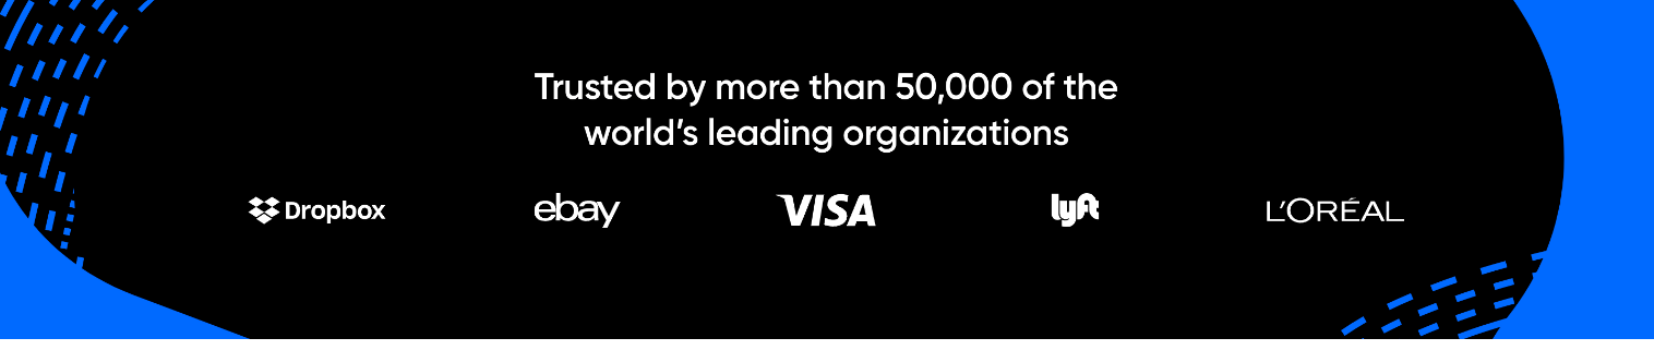 Trusted by more than 50,000 of the
world's leading organizations
Dropbox ebay VISA lyft L'ORÉAL